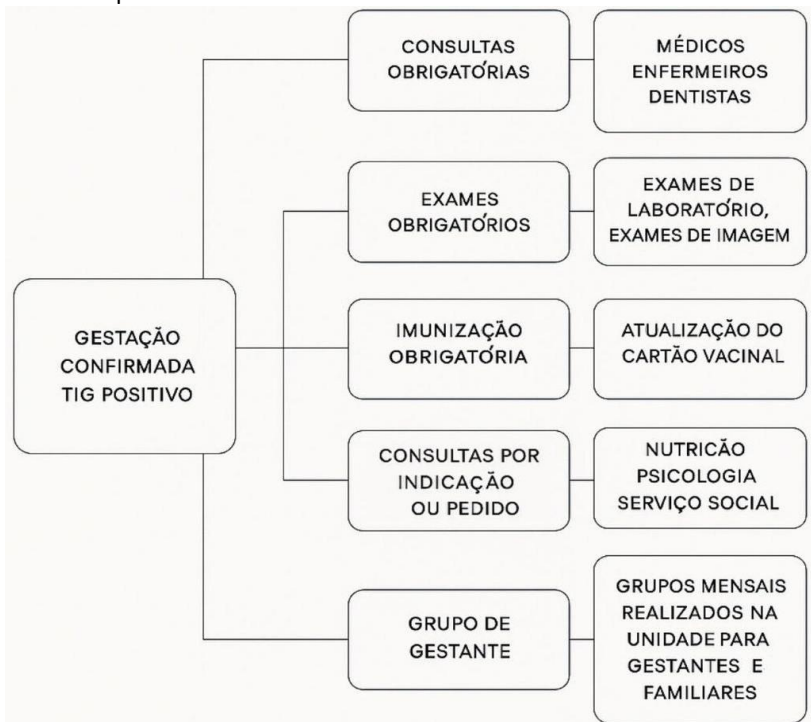 CONSULTAS
OBRIGATÓRIAS
MÉDICOS
ENFERMEIROS
DENTISTAS
EXAMES
OBRIGATÓRIOS
EXAMES DE
LABORATÓRIO,
EXAMES DE IMAGEM
GESTAÇÃO
CONFIRMADA
TIG POSITIVO
IMUNIZAÇÃO
OBRIGATÓRIA
ATUALIZAÇÃO DO
CARTÃO VACINAL
CONSULTAS POR
INDICAÇÃO
OU PEDIDO
NUTRICÃO
PSICOLOGIA
SERVIÇO SOCIAL
GRUPO DE
GESTANTE
GRUPOS MENSAIS
REALIZADOS NA
UNIDADE PARA
GESTANTES E
FAMILIARES